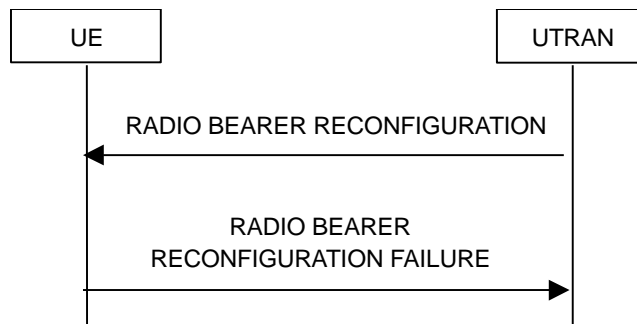 UE
UTRAN
RADIO BEARER RECONFIGURATION
RADIO BEARER
RECONFIGURATION FAILURE